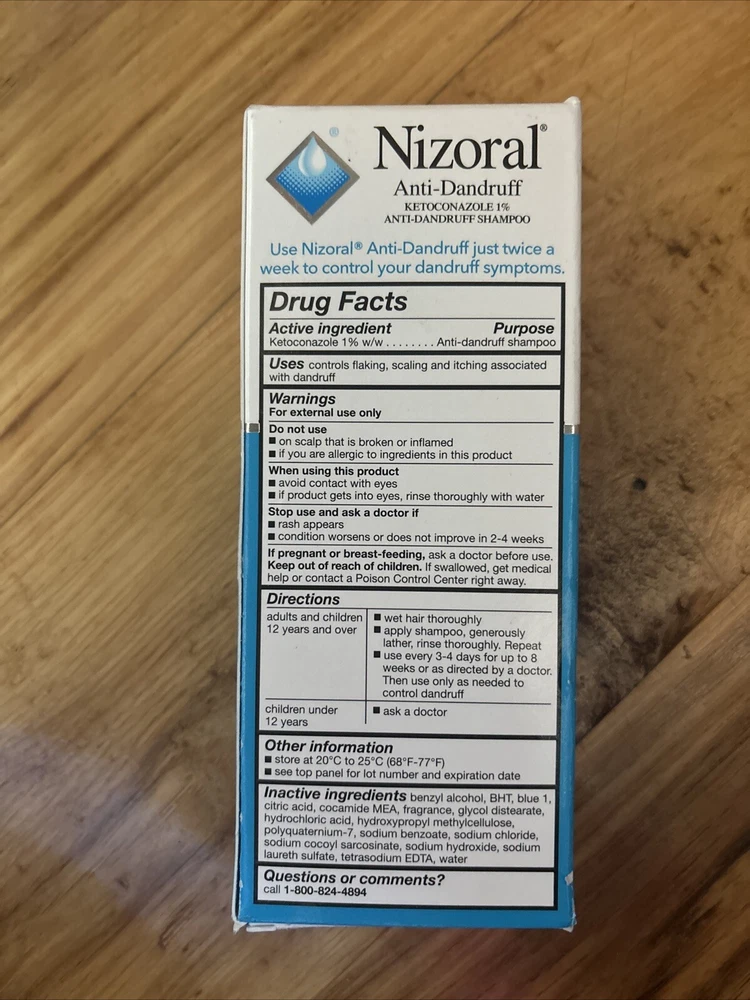 ®
Nizoral®
Anti-Dandruff
KETOCONAZOLE 1%
ANTI-DANDRUFF SHAMPOO
Use Nizoral® Anti-Dandruff just twice a
week to control your dandruff symptoms.
Drug Facts
Active ingredient Purpose
Ketoconazole 1% w/w . . . . . . . . Anti-dandruff shampoo
Uses controls flaking, scaling and itching associated
with dandruff
Warnings
For external use only
Do not use
■ on scalp that is broken or inflamed
■ if you are allergic to ingredients in this product
When using this product
■ avoid contact with eyes
■ if product gets into eyes, rinse thoroughly with water
Stop use and ask a doctor if
■ rash appears
■ condition worsens or does not improve in 2-4 weeks
If pregnant or breast-feeding, ask a doctor before use.
Keep out of reach of children. If swallowed, get medical
help or contact a Poison Control Center right away.
Directions
adults and children
12 years and over
■ wet hair thoroughly
■ apply shampoo, generously
lather, rinse thoroughly. Repeat
■ use every 3-4 days for up to 8
weeks or as directed by a doctor.
Then use only as needed to
control dandruff
children under
12 years
■ ask a doctor
Other information
■ store at 20°C to 25°C (68°F-77°F)
■ see top panel for lot number and expiration date
Inactive ingredients benzyl alcohol, BHT, blue 1,
citric acid, cocamide MEA, fragrance, glycol distearate,
hydrochloric acid, hydroxypropyl methylcellulose,
polyquaternium-7, sodium benzoate, sodium chloride,
sodium cocoyl sarcosinate, sodium hydroxide, sodium
laureth sulfate, tetrasodium EDTA, water
Questions or comments?
call 1-800-824-4894